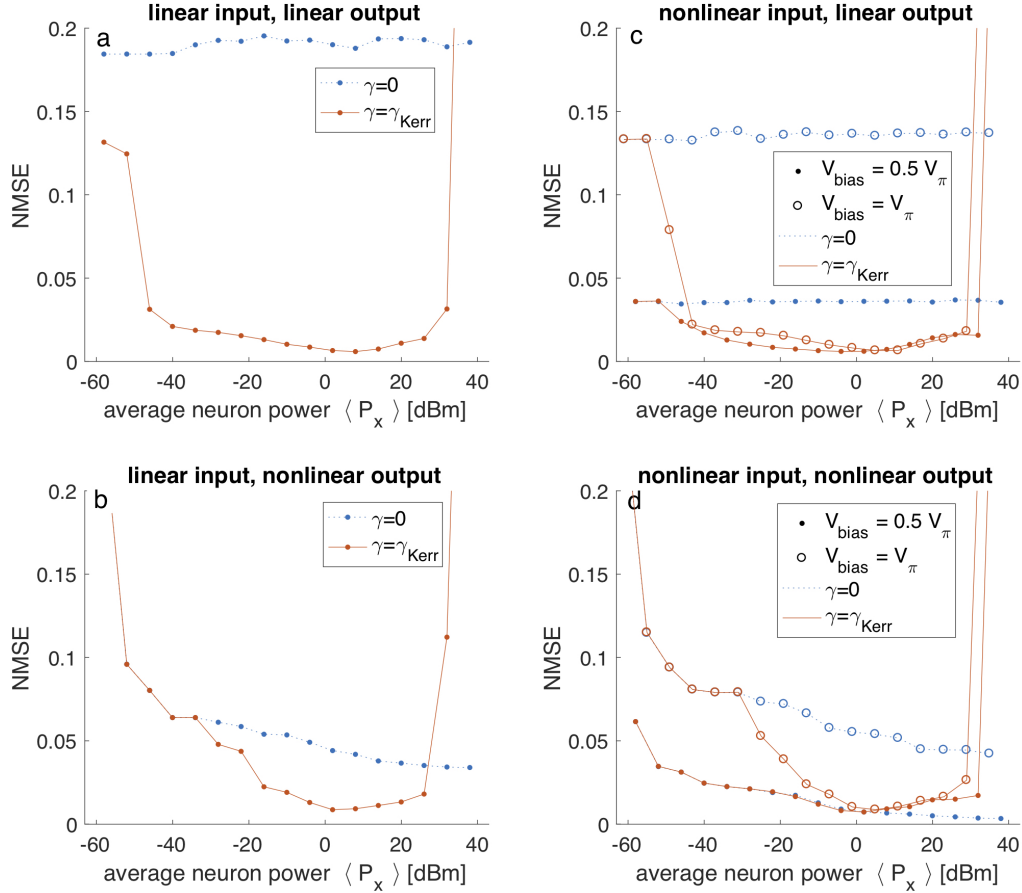 linear input, linear output
a
0.2
0.15
0.1
0.05
0
NMSE
γ=0
γ=γKerr
-60 -40 -20 0 20 40
average neuron power ⟨ Px ⟩ [dBm]
nonlinear input, linear output
c
0.2
0.15
0.1
0.05
0
NMSE
Vbias = 0.5 Vπ
Vbias = Vπ
γ=0
γ=γKerr
-60 -40 -20 0 20 40
average neuron power ⟨ Px ⟩ [dBm]
linear input, nonlinear output
b
0.2
0.15
0.1
0.05
0
NMSE
γ=0
γ=γKerr
-60 -40 -20 0 20 40
average neuron power ⟨ Px ⟩ [dBm]
nonlinear input, nonlinear output
d
0.2
0.15
0.1
0.05
0
NMSE
Vbias = 0.5 Vπ
Vbias = Vπ
γ=0
γ=γKerr
-60 -40 -20 0 20 40
average neuron power ⟨ Px ⟩ [dBm]